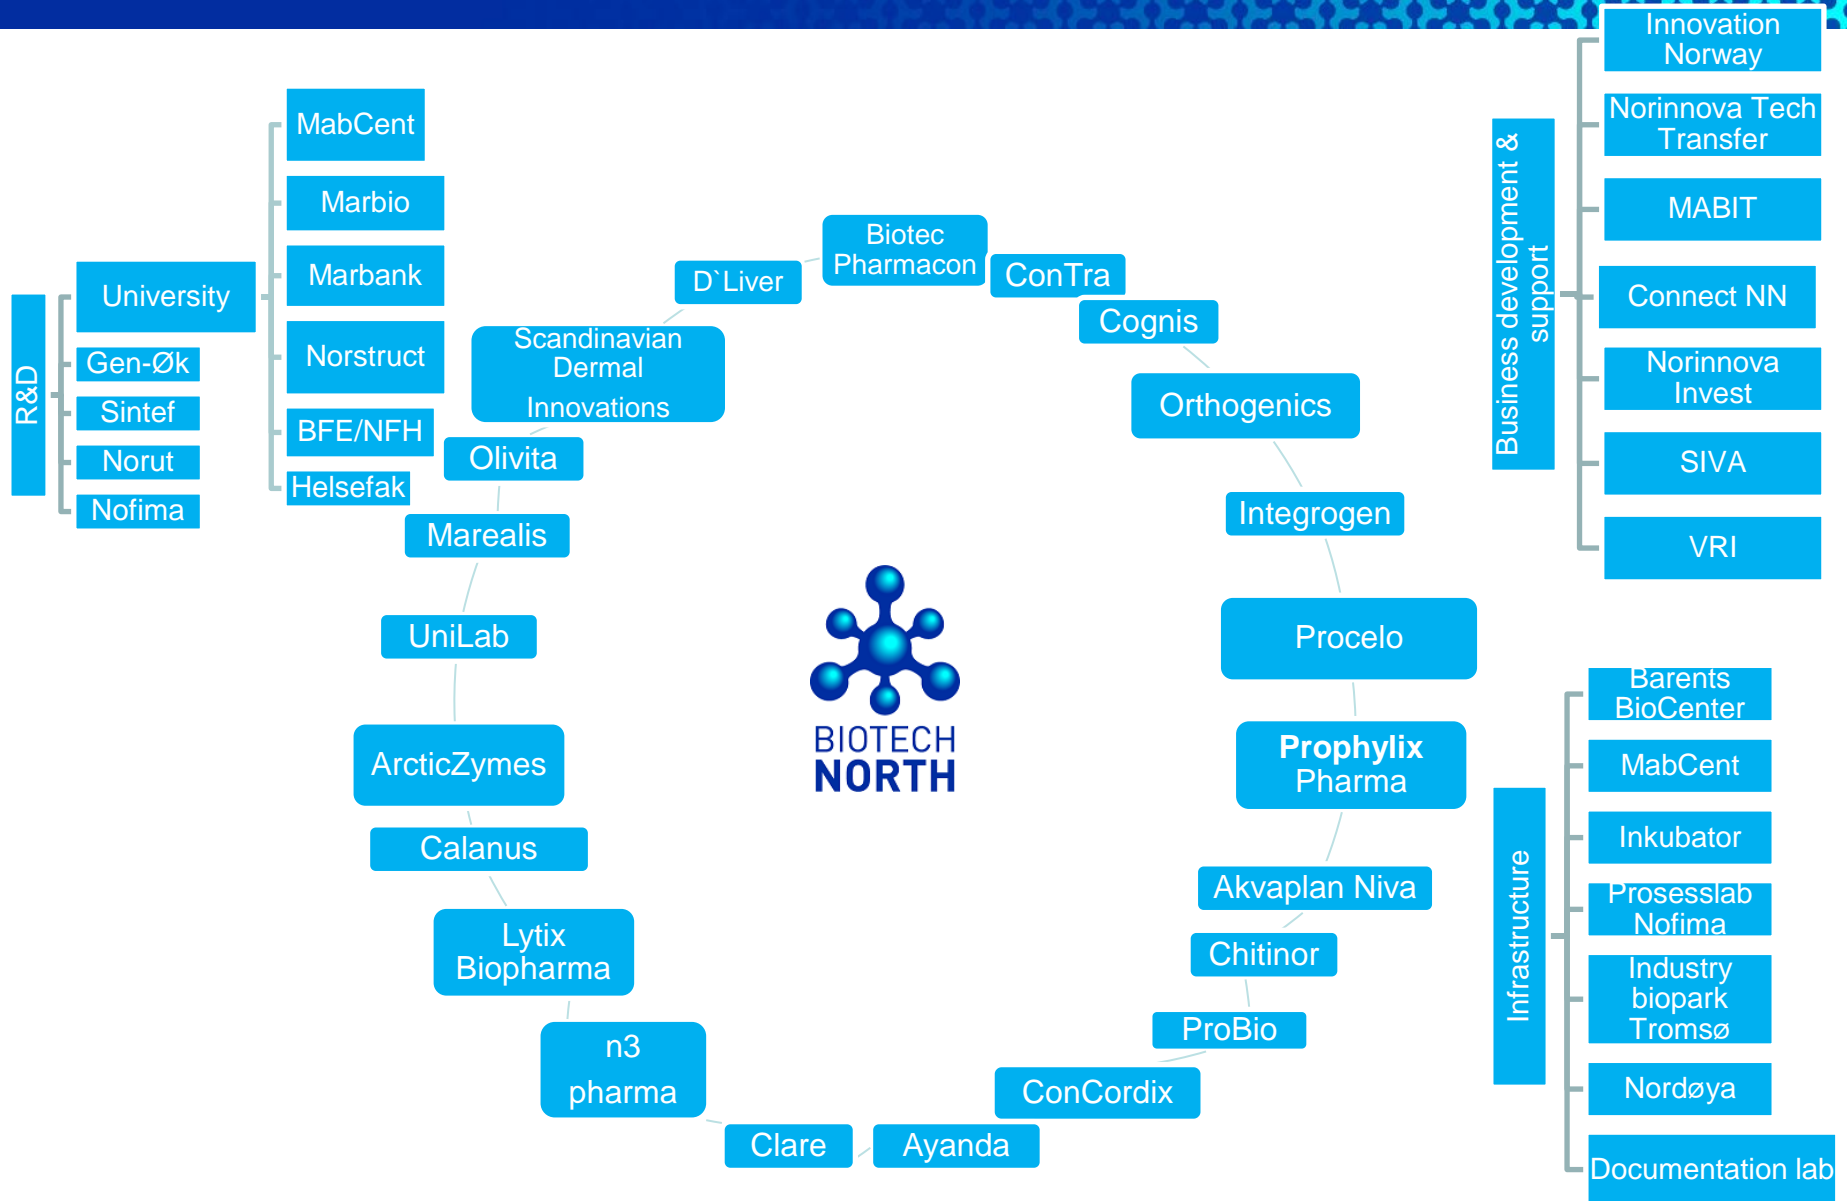 R&D
University
Gen-Øk
Sintef
Norut
Nofima
MabCent
Marbio
Marbank
Norstruct
BFE/NFH
Helsefak
Biotec
Pharmacon
ConTra
Cognis
Orthogenics
Integrogen
Procelo
Prophylix
Pharma
Akvaplan Niva
Chitinor
ProBio
ConCordix
Ayanda
Clare
n3
pharma
Lytix
Biopharma
Calanus
ArcticZymes
UniLab
Marealis
Olivita
Scandinavian
Dermal
Innovations
D`Liver
BIOTECH
NORTH
Business development &
support
Innovation
Norway
Norinnova Tech
Transfer
MABIT
Connect NN
Norinnova
Invest
SIVA
VRI
Infrastructure
Barents
BioCenter
MabCent
Inkubator
Prosesslab
Nofima
Industry
biopark
Tromsø
Nordøya
Documentation lab